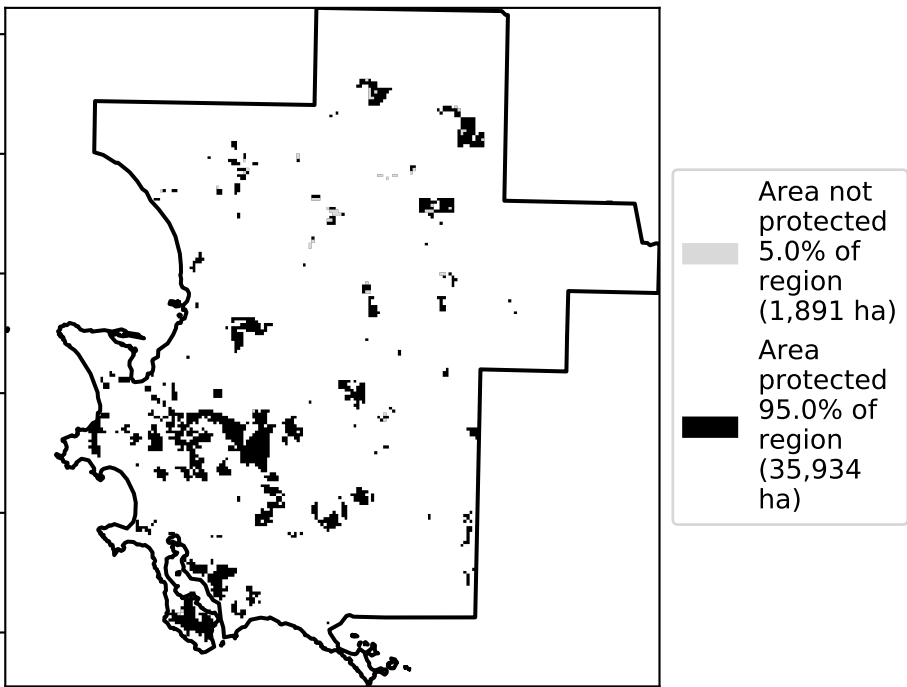 Area not
protected
5.0% of
region
(1,891 ha)
Area
protected
95.0% of
region
(35,934
ha)